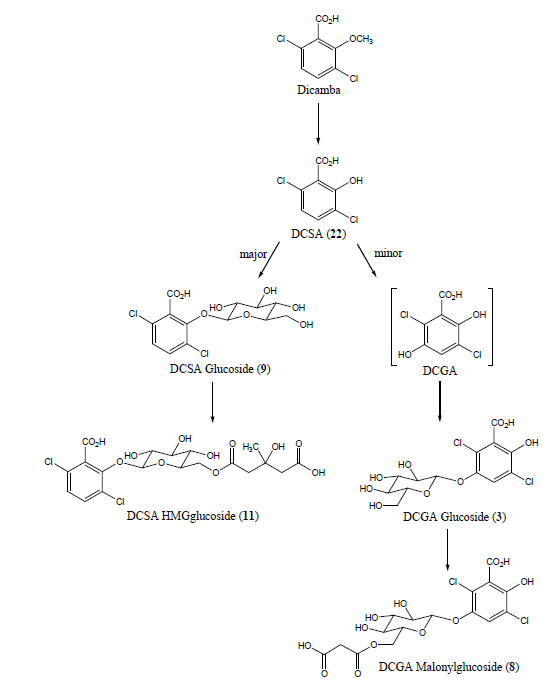 CO₂H
Cl
OCH₃
Cl
Dicamba
CO₂H
Cl
OH
Cl
DCSA (22)
major
minor
CO₂H
OH
HO
OH
Cl
O
O
OH
Cl
DCSA Glucoside (9)
CO₂H
Cl
OH
HO
Cl
DCGA
CO₂H
OH
HO
OH
O
H₃C
OH
O
Cl
O
O
O
OH
Cl
DCSA HMGglucoside (11)
CO₂H
Cl
OH
HO
HO
HO
O
Cl
O
HO
DCGA Glucoside (3)
CO₂H
Cl
OH
HO
HO
HO
O
Cl
O
HO
O
O
O
DCGA Malonylglucoside (8)